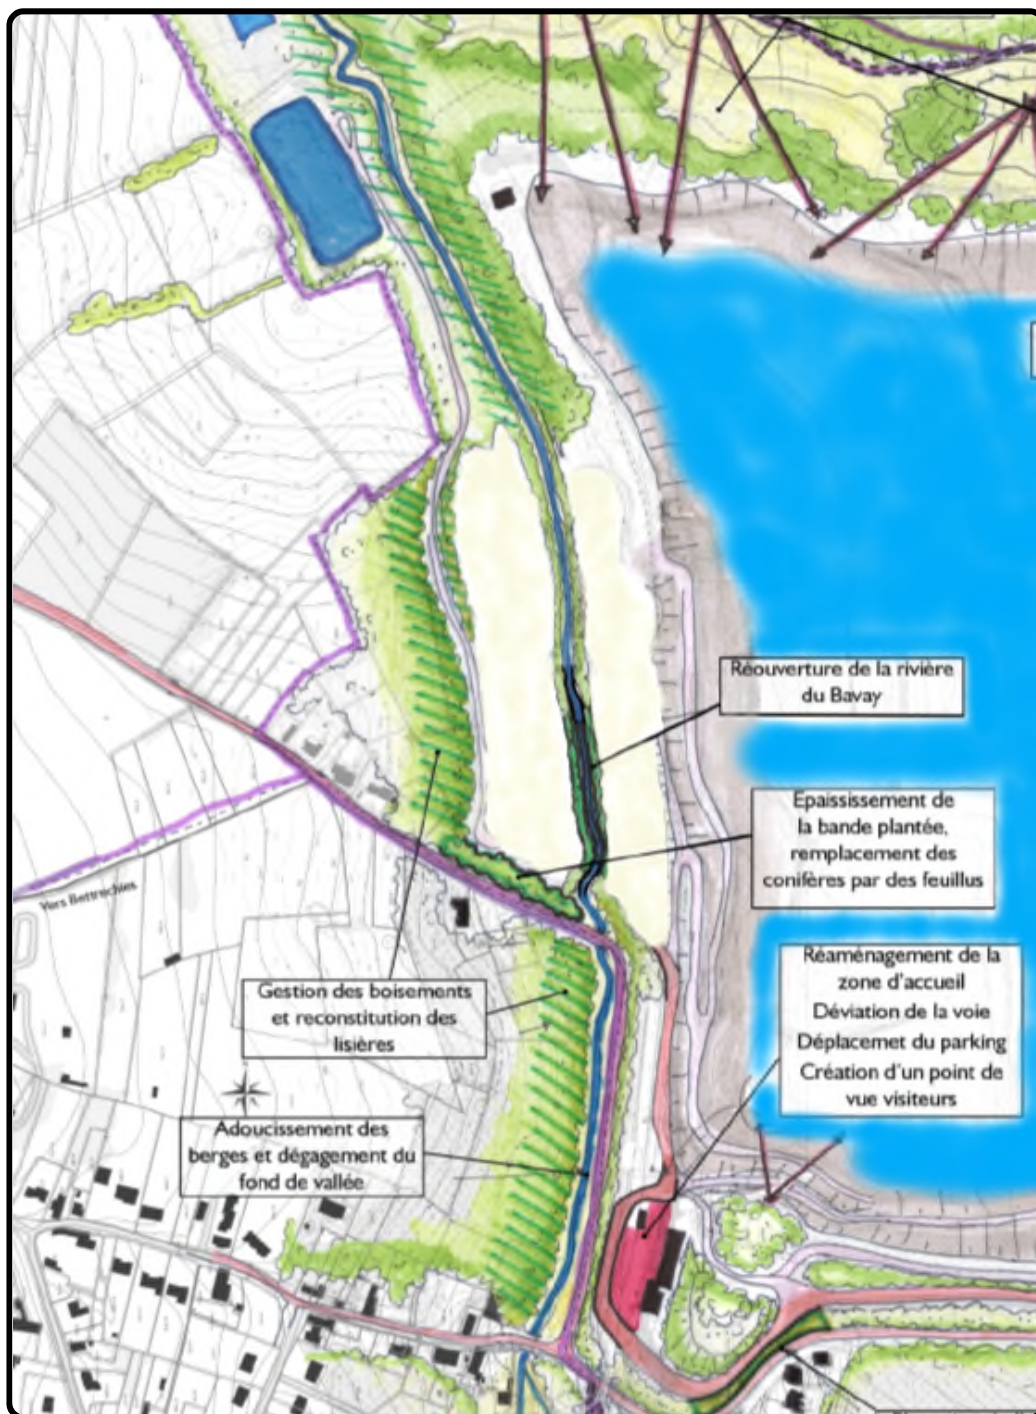 Réouverture de la rivière
du Bavay
Epaississement de
la bande plantée,
remplacement des
conifères par des feuillus
Vers Bettrechies
Réaménagement de la
zone d'accueil
Déviation de la voie
Déplacemet du parking
Création d'un point de
vue visiteurs
Gestion des boisements
et reconstitution des
lisières
Adoucissement des
berges et dégagement du
fond de vallée